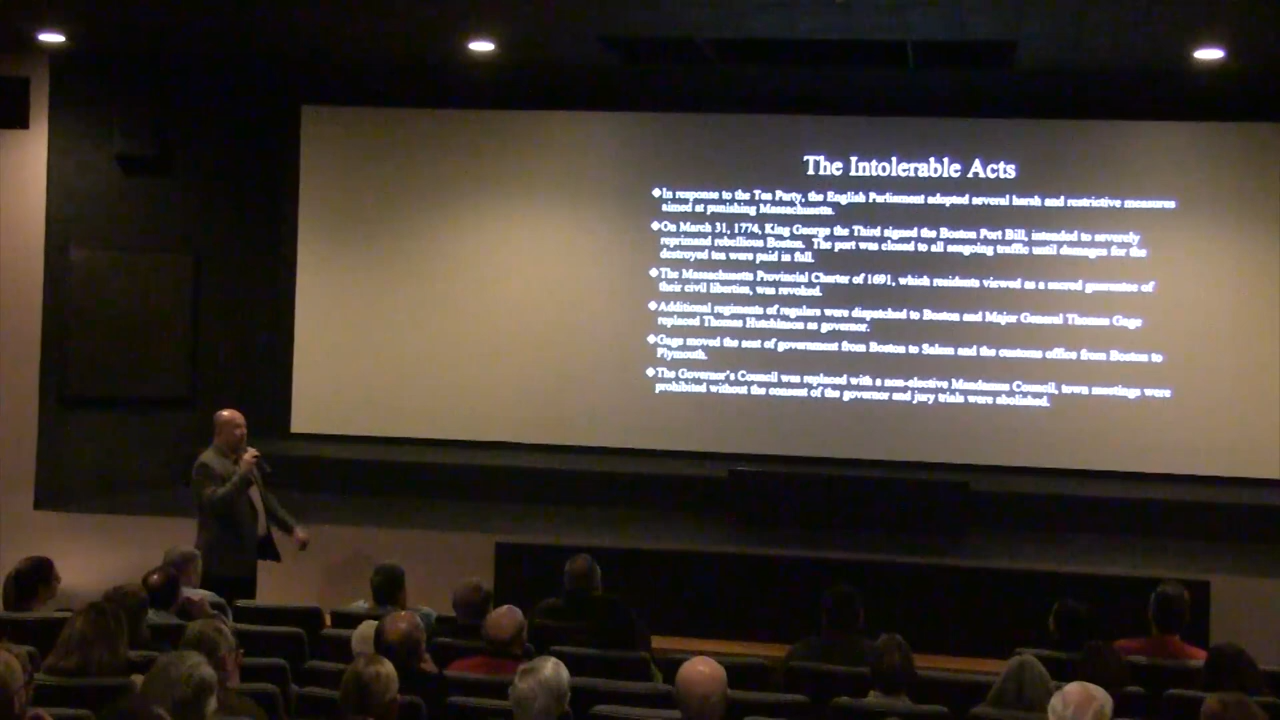 The Intolerable Acts
❖In response to the Tea Party, the English Parliament adopted several harsh and restrictive measures
aimed at punishing Massachusetts.
❖On March 31, 1774, King George the Third signed the Boston Port Bill, intended to severely
reprimand rebellious Boston. The port was closed to all seagoing traffic until damages for the
destroyed tea were paid in full.
❖The Massachusetts Provincial Charter of 1691, which residents viewed as a sacred guarantee of
their civil liberties, was revoked.
❖Additional regiments of regulars were dispatched to Boston and Major General Thomas Gage
replaced Thomas Hutchinson as governor.
❖Gage moved the seat of government from Boston to Salem and the customs office from Boston to
Plymouth.
❖The Governor's Council was replaced with a non-elective Mandamus Council, town meetings were
prohibited without the consent of the governor and jury trials were abolished.